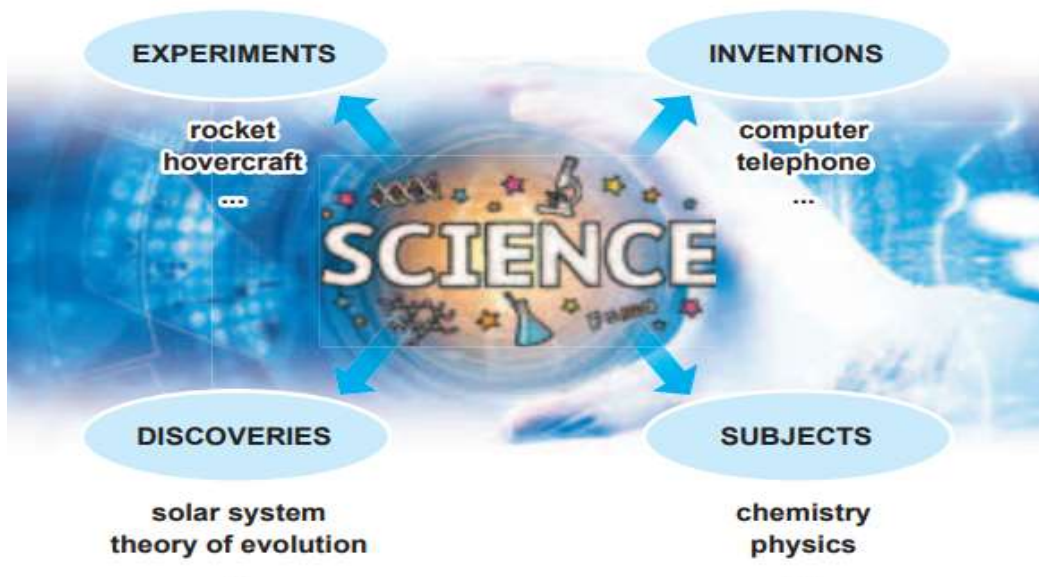 EXPERIMENTS
rocket
hovercraft
...
INVENTIONS
computer
telephone
...
SCIENCE
DISCOVERIES
solar system
theory of evolution
SUBJECTS
chemistry
physics